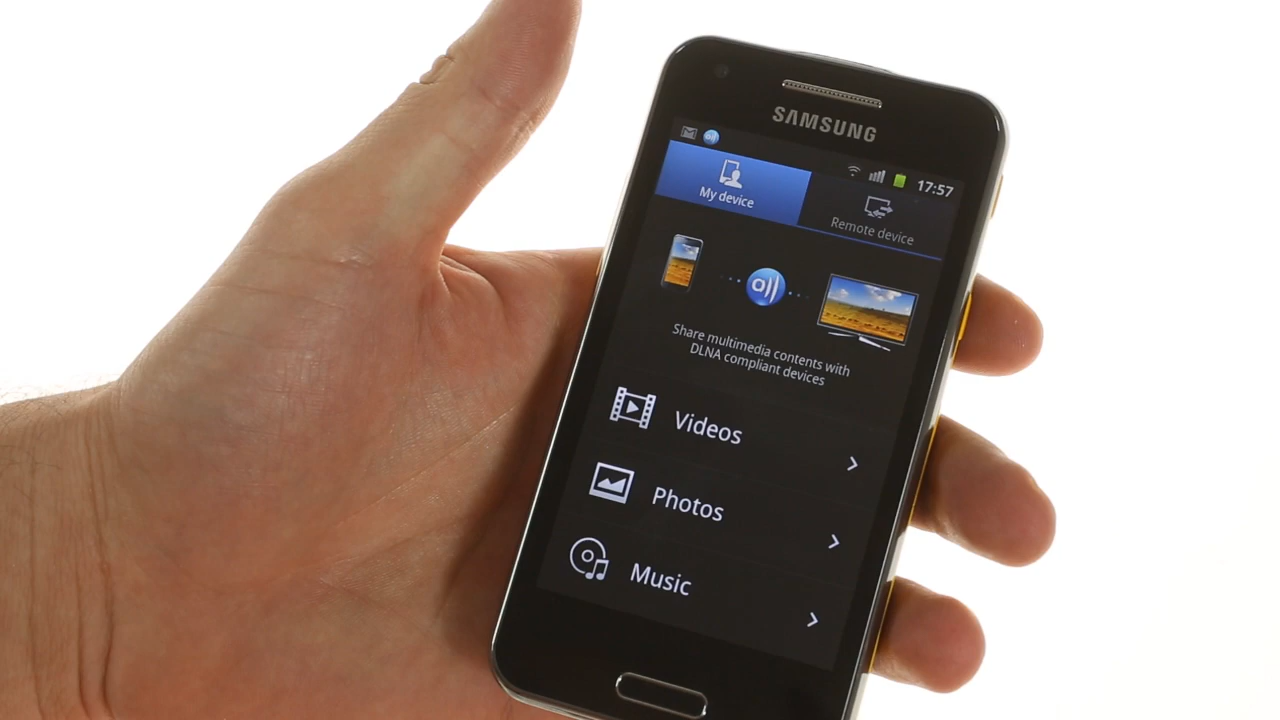 SAMSUNG
17:57
My device
Remote device
Share multimedia contents with
DLNA compliant devices
Videos
Photos
Music